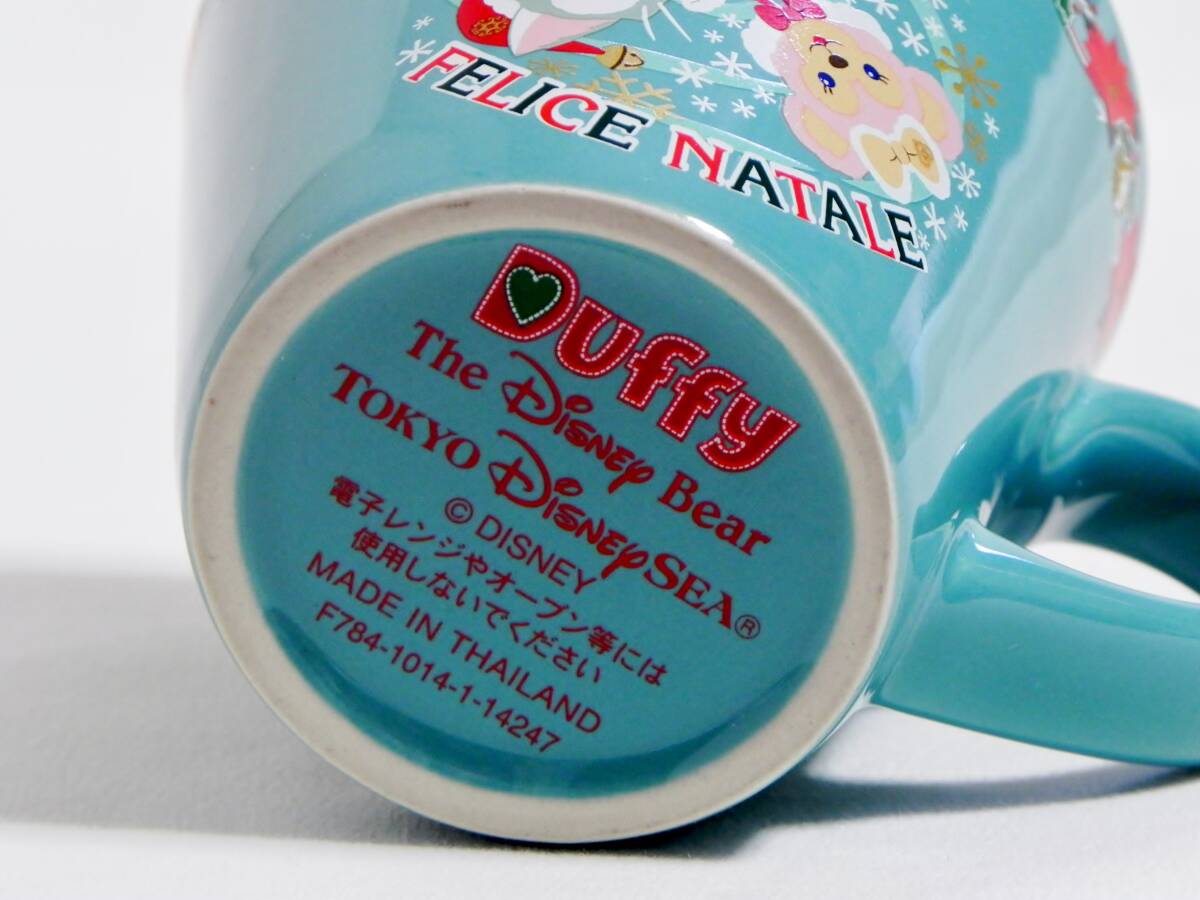 FELICE NATALE
Duffy
The Disney Bear
TOKYO DisneySEA®
© DISNEY
電子レンジやオーブン等には
使用しないでください
MADE IN THAILAND
F784-1014-1-14247